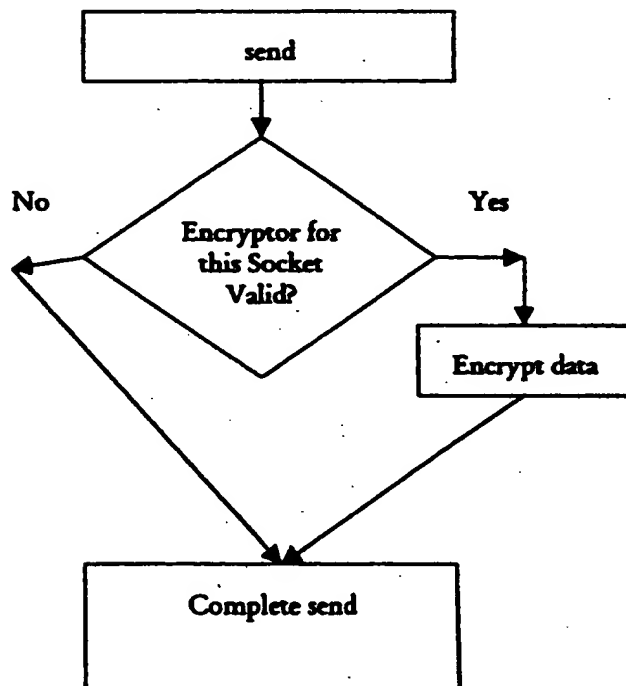 send
No
Yes
Encryptor for
this Socket
Valid?
Encrypt data
Complete send